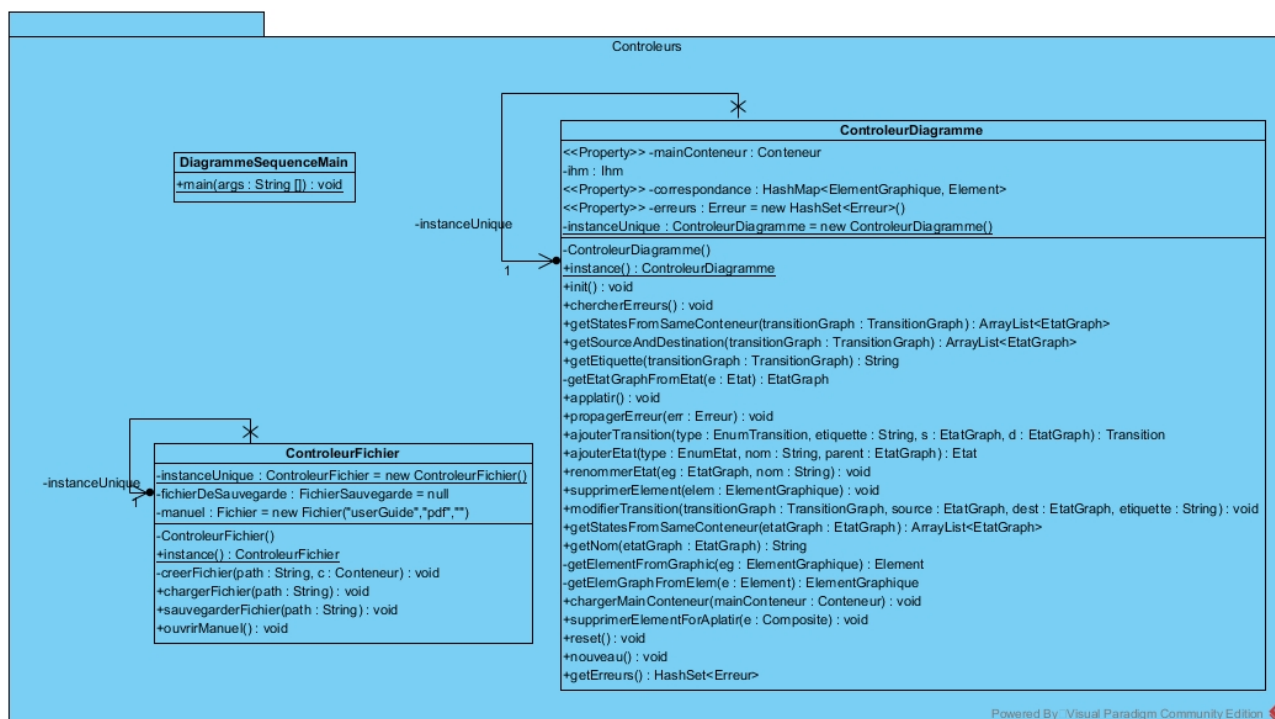 Controleurs
DiagrammeSequenceMain
+main(args : String []) : void
ControleurDiagramme
<<Property>> -mainConteneur : Conteneur
-ihm : Ihm
<<Property>> -correspondance : HashMap<ElementGraphique, Element>
<<Property>> -erreurs : Erreur = new HashSet<Erreur>()
-instanceUnique : ControleurDiagramme = new ControleurDiagramme()
-ControleurDiagramme()
+instance() : ControleurDiagramme
+init() : void
+chercherErreurs() : void
+getStatesFromSameConteneur(transitionGraph : TransitionGraph) : ArrayList<EtatGraph>
+getSourceAndDestination(transitionGraph : TransitionGraph) : ArrayList<EtatGraph>
+getEtiquette(transitionGraph : TransitionGraph) : String
-getEtatGraphFromEtat(e : Etat) : EtatGraph
+applatir() : void
+propagerErreur(err : Erreur) : void
+ajouterTransition(type : EnumTransition, etiquette : String, s : EtatGraph, d : EtatGraph) : Transition
+ajouterEtat(type : EnumEtat, nom : String, parent : EtatGraph) : Etat
+renommerEtat(eg : EtatGraph, nom : String) : void
+supprimerElement(elem : ElementGraphique) : void
+modifierTransition(transitionGraph : TransitionGraph, source : EtatGraph, dest : EtatGraph, etiquette : String) : void
+getStatesFromSameConteneur(etatGraph : EtatGraph) : ArrayList<EtatGraph>
+getNom(etatGraph : EtatGraph) : String
-getElementFromGraphic(eg : ElementGraphique) : Element
-getElemGraphFromElem(e : Element) : ElementGraphique
+chargerMainConteneur(mainConteneur : Conteneur) : void
+supprimerElementForAplatir(e : Composite) : void
+reset() : void
+nouveau() : void
+getErreurs() : HashSet<Erreur>
-instanceUnique
1
ControleurFichier
-instanceUnique : ControleurFichier = new ControleurFichier()
-fichierDeSauvegarde : FichierSauvegarde = null
-manuel : Fichier = new Fichier("userGuide","pdf","")
-ControleurFichier()
+instance() : ControleurFichier
-creerFichier(path : String, c : Conteneur) : void
+chargerFichier(path : String) : void
+sauvegarderFichier(path : String) : void
+ouvrirManuel() : void
-instanceUnique
1
Powered By Visual Paradigm Community Edition